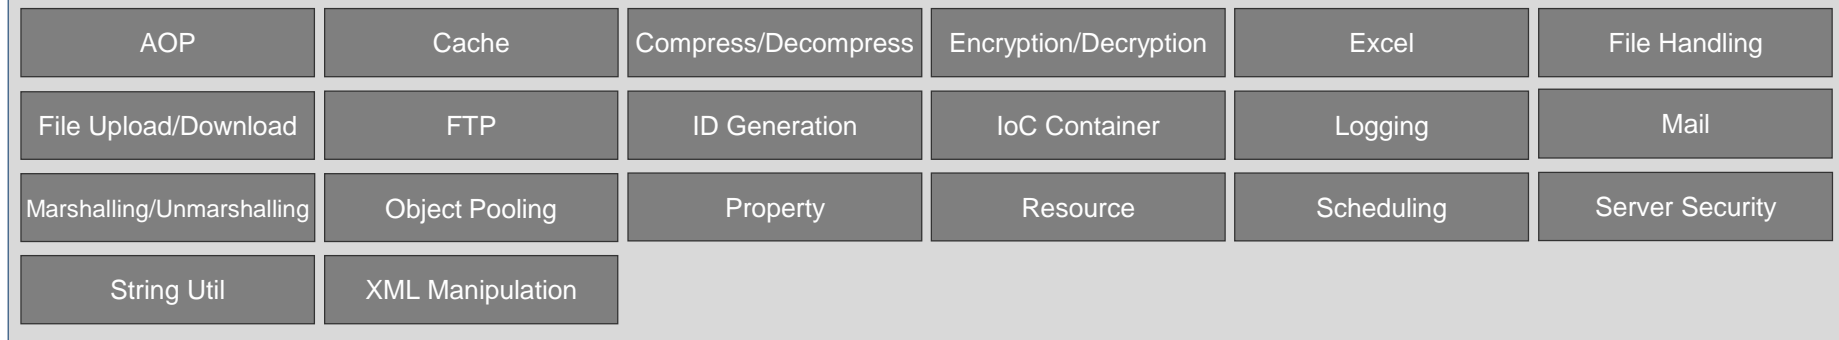 AOP
Cache
Compress/Decompress
Encryption/Decryption
Excel
File Handling
File Upload/Download
FTP
ID Generation
IoC Container
Logging
Mail
Marshalling/Unmarshalling
Object Pooling
Property
Resource
Scheduling
Server Security
String Util
XML Manipulation